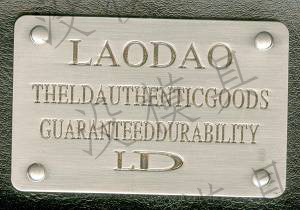 LAODAO
THELDAUTHENTICGOODS
GUARANTEEDDURABILITY
LD